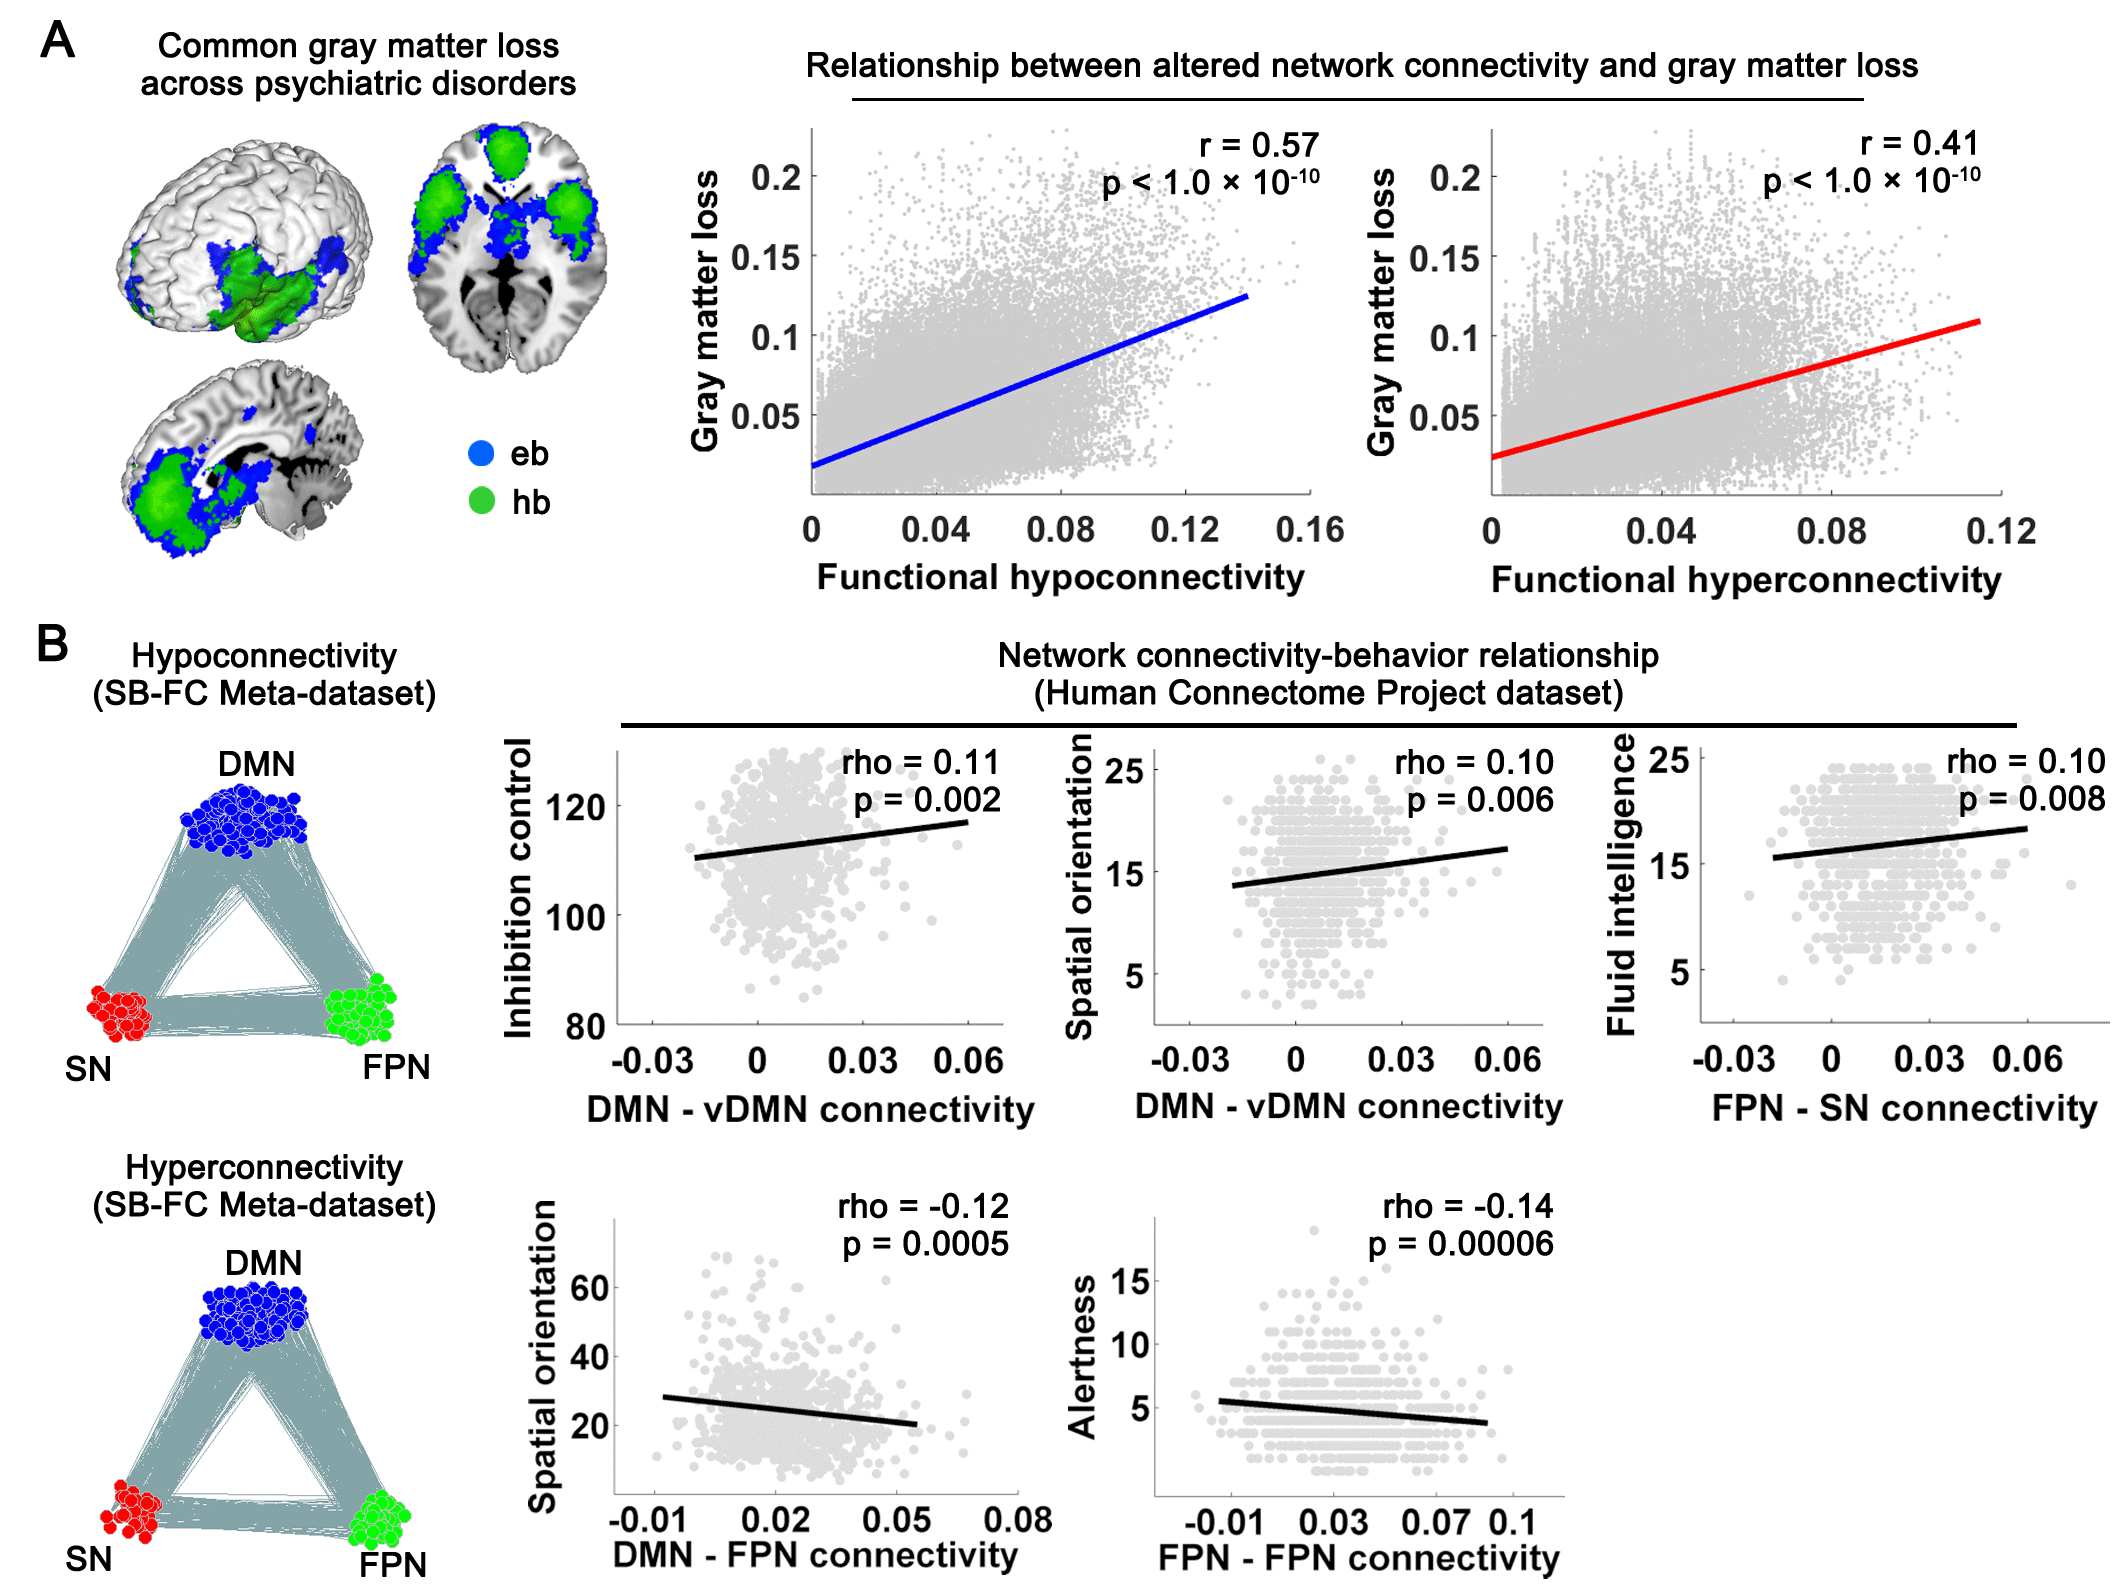 A
Common gray matter loss
across psychiatric disorders
eb
hb
Relationship between altered network connectivity and gray matter loss
r = 0.57
p < 1.0 × 10-10
Gray matter loss
0.2
0.15
0.1
0.05
0 0.04 0.08 0.12 0.16
Functional hypoconnectivity
r = 0.41
p < 1.0 × 10-10
Gray matter loss
0.2
0.15
0.1
0.05
0 0.04 0.08 0.12
Functional hyperconnectivity
B
Hypoconnectivity
(SB-FC Meta-dataset)
DMN
SN
FPN
Network connectivity-behavior relationship
(Human Connectome Project dataset)
rho = 0.11
p = 0.002
Inhibition control
120
100
80
-0.03 0 0.03 0.06
DMN - vDMN connectivity
rho = 0.10
p = 0.006
Spatial orientation
25
15
5
-0.03 0 0.03 0.06
DMN - vDMN connectivity
rho = 0.10
p = 0.008
Fluid intelligence
25
15
5
-0.03 0 0.03 0.06
FPN - SN connectivity
Hyperconnectivity
(SB-FC Meta-dataset)
DMN
SN
FPN
rho = -0.12
p = 0.0005
Spatial orientation
60
40
20
-0.01 0.02 0.05 0.08
DMN - FPN connectivity
rho = -0.14
p = 0.00006
Alertness
15
10
5
-0.01 0.03 0.07 0.1
FPN - FPN connectivity